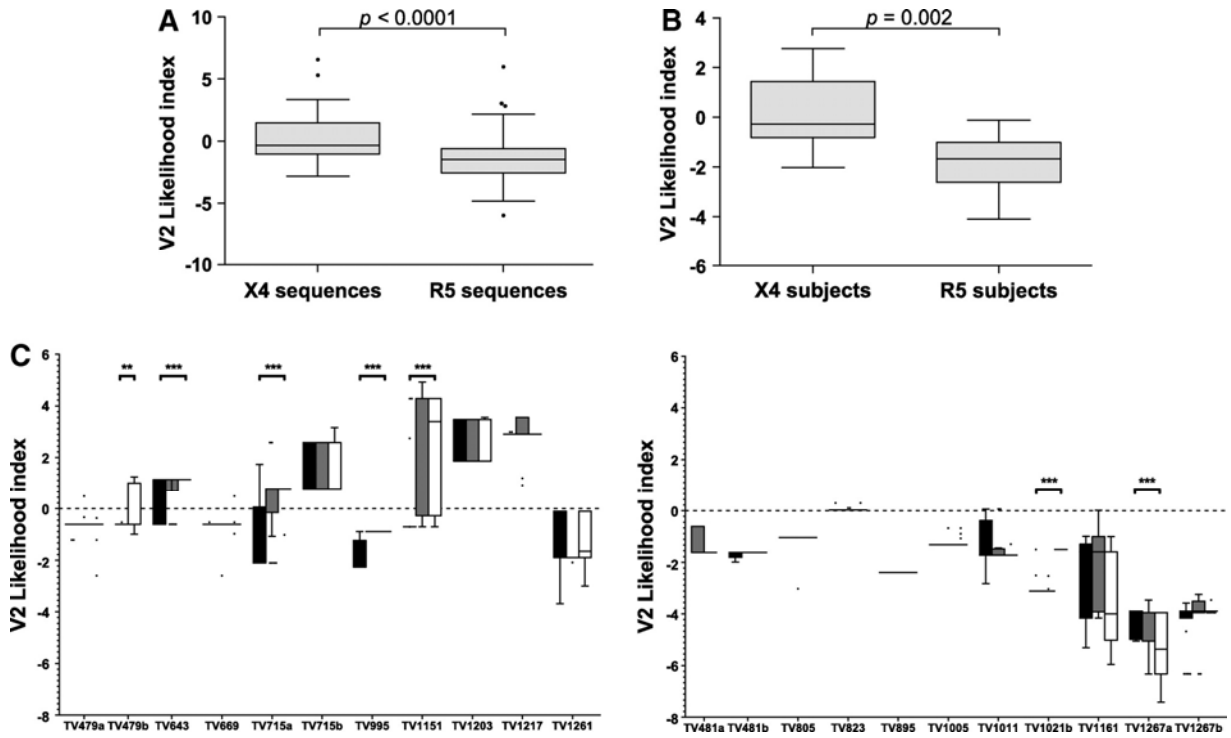 A
p < 0.0001
10
5
0
-5
-10
V2 Likelihood index
X4 sequences
R5 sequences
B
p = 0.002
4
2
0
-2
-4
-6
V2 Likelihood index
X4 subjects
R5 subjects
C
** *** *** *** ***
6
4
2
0
-2
-4
-6
-8
V2 Likelihood index
TV479a TV479b TV643 TV669 TV715a TV715b TV995 TV1151 TV1203 TV1217 TV1261
*** ***
6
4
2
0
-2
-4
-6
-8
V2 Likelihood index
TV481a TV481b TV805 TV823 TV895 TV1005 TV1011 TV1021b TV1161 TV1267a TV1267b